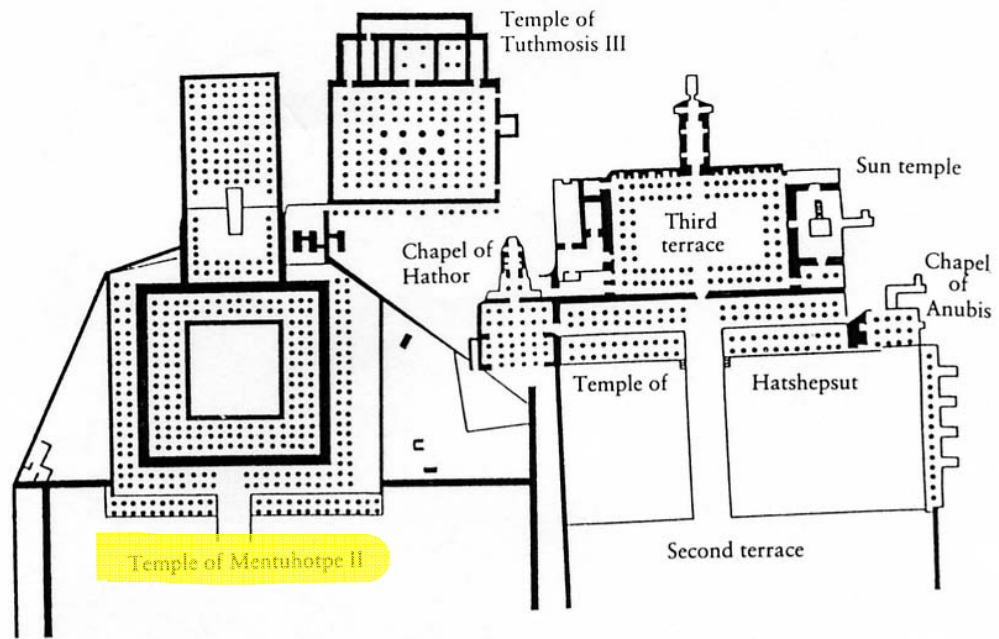 Temple of
Tuthmosis III
Sun temple
Third
terrace
Chapel of
Hathor
Chapel
of
Anubis
Temple of
Hatshepsut
Second terrace
Temple of Mentuhotpe II